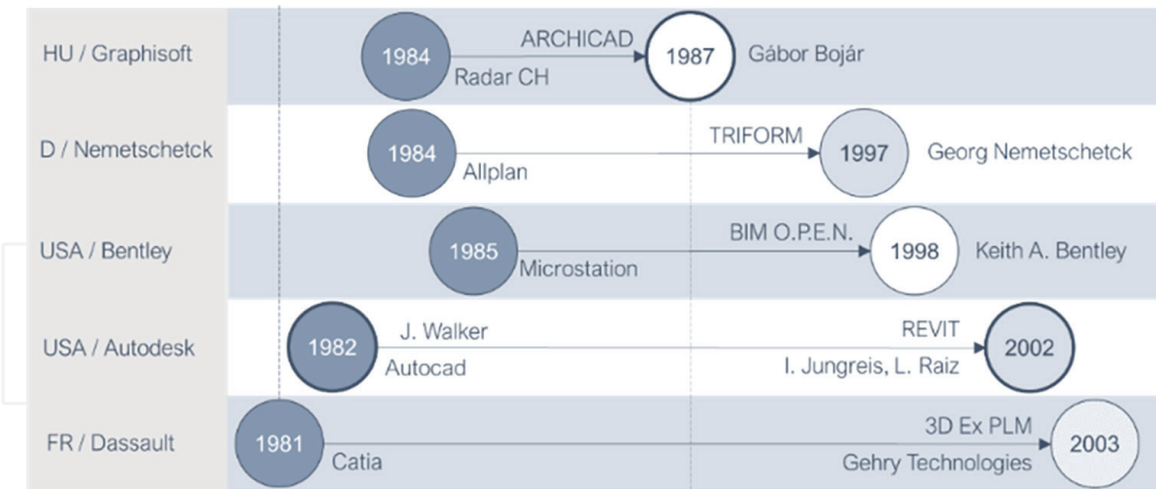 HU / Graphisoft
1984
ARCHICAD
Radar CH
1987
Gábor Bojár
D / Nemetschetck
1984
TRIFORM
Allplan
1997
Georg Nemetschetck
USA / Bentley
1985
BIM O.P.E.N.
Microstation
1998
Keith A. Bentley
USA / Autodesk
1982
J. Walker
Autocad
REVIT
I. Jungreis, L. Raiz
2002
FR / Dassault
1981
Catia
3D Ex PLM
Gehry Technologies
2003